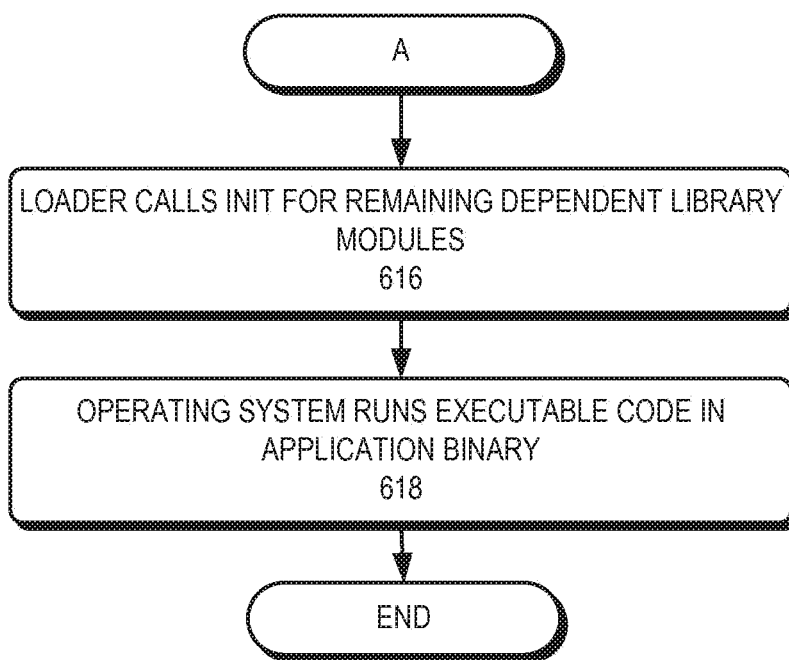 A
LOADER CALLS INIT FOR REMAINING DEPENDENT LIBRARY
MODULES
616
OPERATING SYSTEM RUNS EXECUTABLE CODE IN
APPLICATION BINARY
618
END